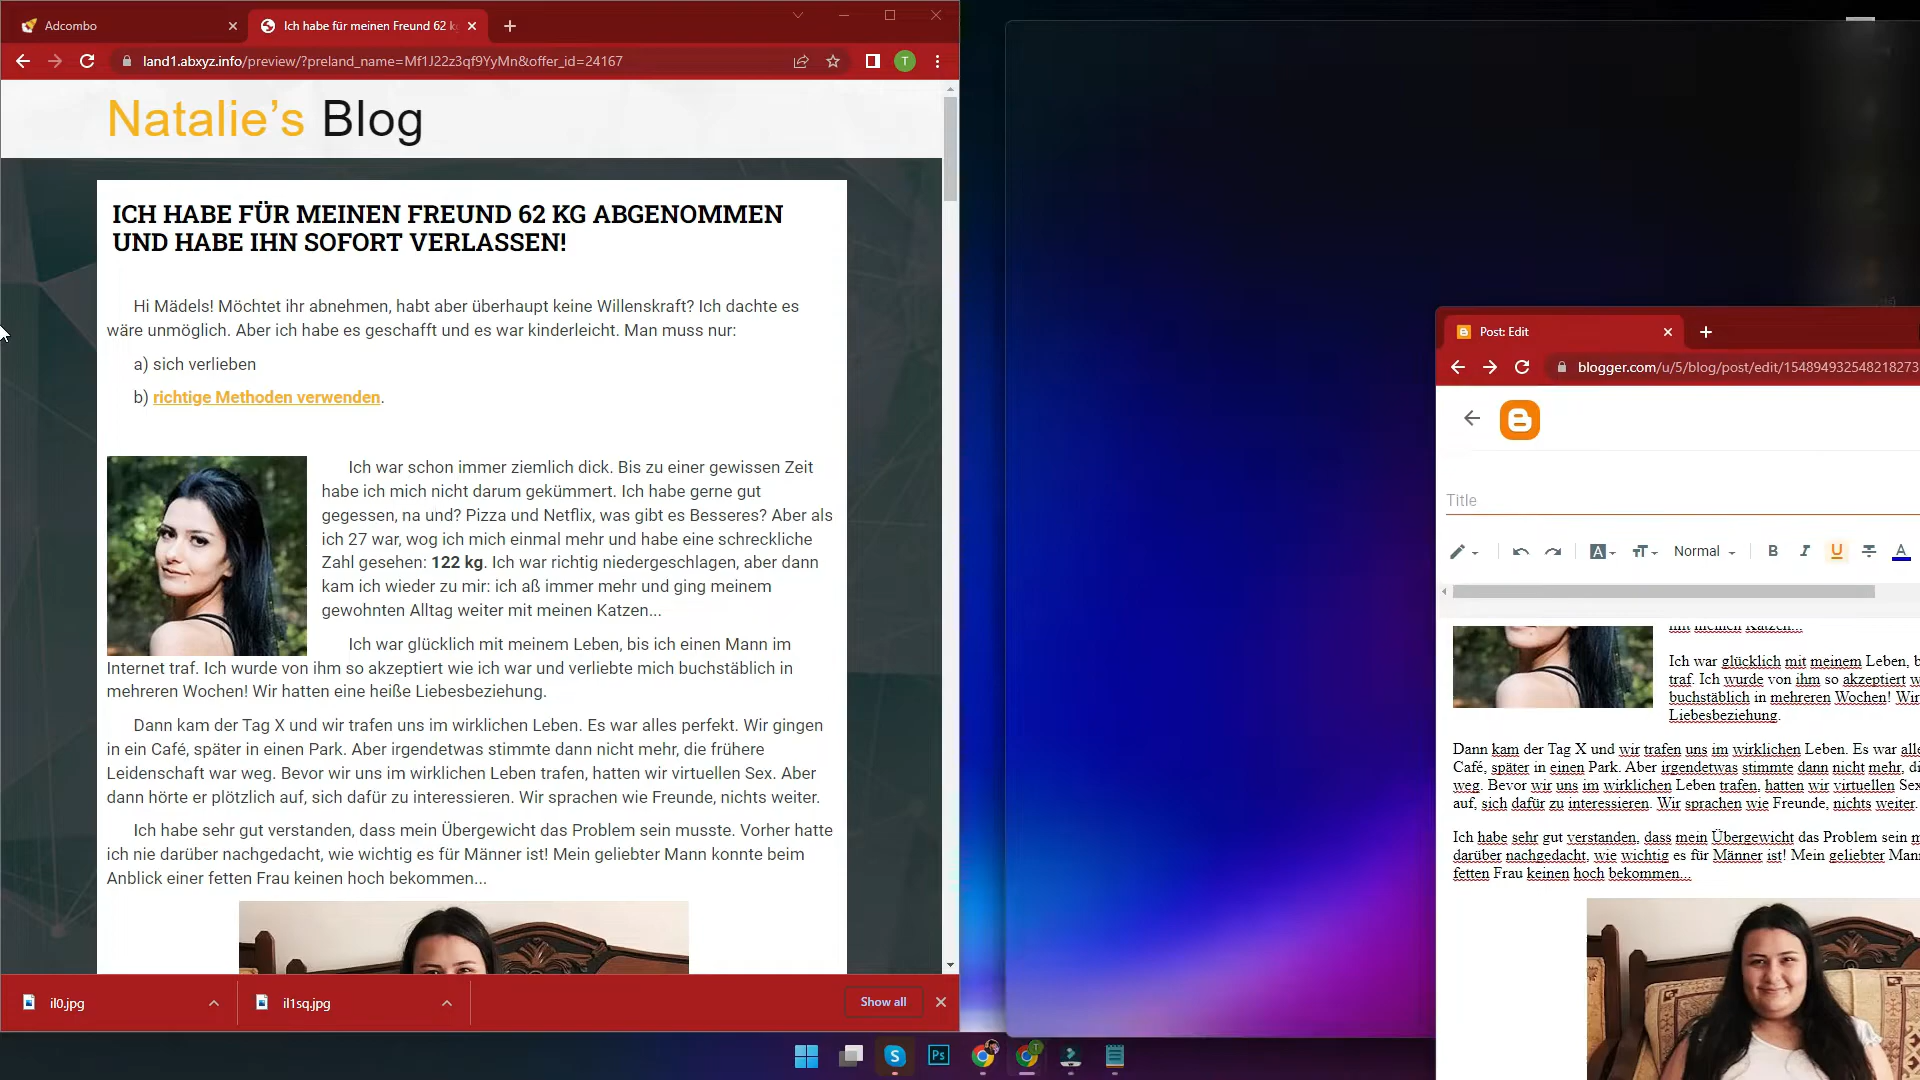 Adcombo
Ich habe für meinen Freund 62 k
land1.abxyz.info/preview/?preland_name=Mf1J22z3qf9YyMn&offer_id=24167
T
Natalie's Blog
ICH HABE FÜR MEINEN FREUND 62 KG ABGENOMMEN
UND HABE IHN SOFORT VERLASSEN!
Hi Mädels! Möchtet ihr abnehmen, habt aber überhaupt keine Willenskraft? Ich dachte es
wäre unmöglich. Aber ich habe es geschafft und es war kinderleicht. Man muss nur:
a) sich verlieben
b) richtige Methoden verwenden.
Ich war schon immer ziemlich dick. Bis zu einer gewissen Zeit
habe ich mich nicht darum gekümmert. Ich habe gerne gut
gegessen, na und? Pizza und Netflix, was gibt es Besseres? Aber als
ich 27 war, wog ich mich einmal mehr und habe eine schreckliche
Zahl gesehen: 122 kg. Ich war richtig niedergeschlagen, aber dann
kam ich wieder zu mir: ich aß immer mehr und ging meinem
gewohnten Alltag weiter mit meinen Katzen...
Ich war glücklich mit meinem Leben, bis ich einen Mann im
Internet traf. Ich wurde von ihm so akzeptiert wie ich war und verliebte mich buchstäblich in
mehreren Wochen! Wir hatten eine heiße Liebesbeziehung.
Dann kam der Tag X und wir trafen uns im wirklichen Leben. Es war alles perfekt. Wir gingen
in ein Café, später in einen Park. Aber irgendetwas stimmte dann nicht mehr, die frühere
Leidenschaft war weg. Bevor wir uns im wirklichen Leben trafen, hatten wir virtuellen Sex. Aber
dann hörte er plötzlich auf, sich dafür zu interessieren. Wir sprachen wie Freunde, nichts weiter.
Ich habe sehr gut verstanden, dass mein Übergewicht das Problem sein musste. Vorher hatte
ich nie darüber nachgedacht, wie wichtig es für Männer ist! Mein geliebter Mann konnte beim
Anblick einer fetten Frau keinen hoch bekommen...
il0.jpg
il1sq.jpg
Show all
Post: Edit
blogger.com/u/5/blog/post/edit/154894932548218273
Title
Normal
B
I
U
A
mit meinen Katzen...
Ich war glücklich mit meinem Leben, b
traf. Ich wurde von ihm so akzeptiert w
buchstäblich in mehreren Wochen! Wir
Liebesbeziehung.
Dann kam der Tag X und wir trafen uns im wirklichen Leben. Es war alle
Café, später in einen Park. Aber irgendetwas stimmte dann nicht mehr, di
weg. Bevor wir uns im wirklichen Leben trafen, hatten wir virtuellen Sex
auf, sich dafür zu interessieren. Wir sprachen wie Freunde, nichts weiter.
Ich habe sehr gut verstanden, dass mein Übergewicht das Problem sein m
darüber nachgedacht, wie wichtig es für Männer ist! Mein geliebter Mann
fetten Frau keinen hoch bekommen...
S
Ps
T